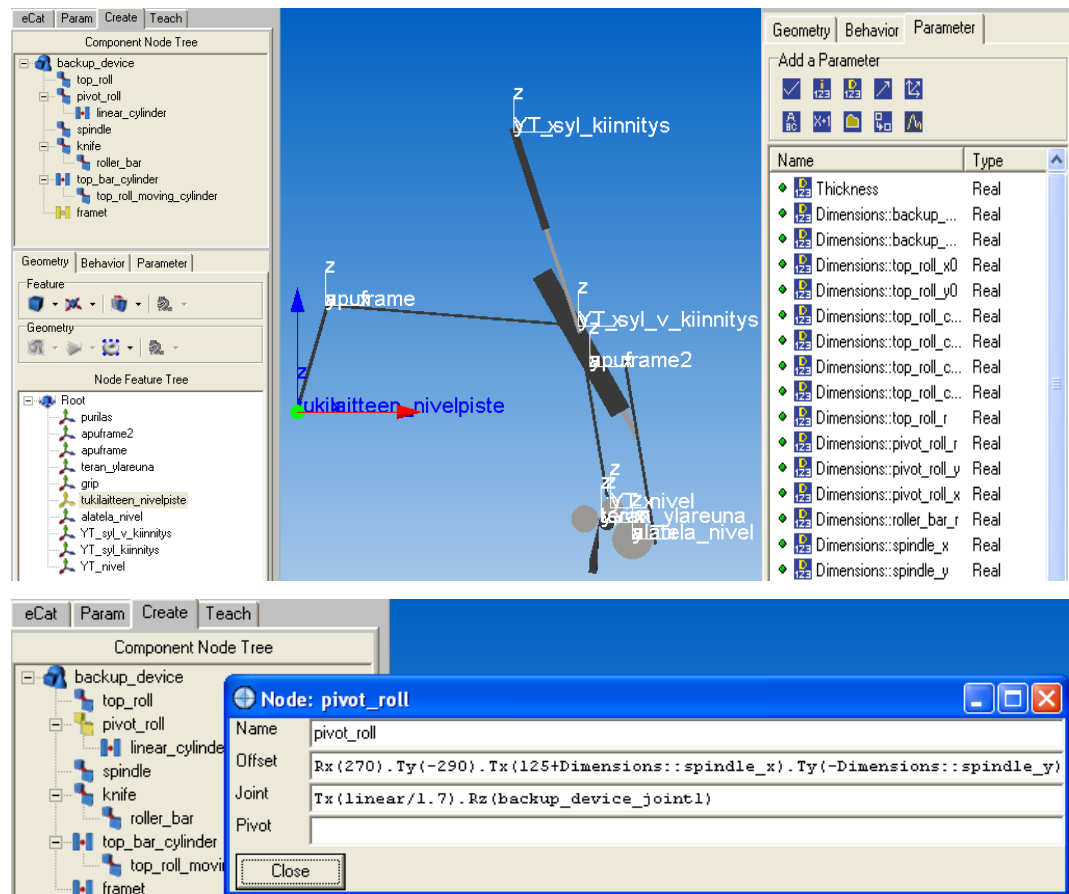 eCat Param Create Teach
Component Node Tree
backup_device
top_roll
pivot_roll
linear_cylinder
spindle
knife
roller_bar
top_bar_cylinder
top_roll_moving_cylinder
framet
Geometry Behavior Parameter
Feature
Geometry
Node Feature Tree
Root
purilas
apuframe2
apuframe
teran_ylareuna
grip
tukilaitteen_nivelpiste
alatela_nivel
YT_syl_v_kiinnitys
YT_syl_kiinnitys
YT_nivel
z
YT_syl_kiinnitys
z
apuframe
z
YT_syl_v_kiinnitys
z
apuframe2
z
tukilaitteen_nivelpiste
z
YT_nivel
teran_ylareuna
alatela_nivel
Geometry Behavior Parameter
Add a Parameter
Name Type
Thickness Real
Dimensions::backup_... Real
Dimensions::backup_... Real
Dimensions::top_roll_x0 Real
Dimensions::top_roll_y0 Real
Dimensions::top_roll_c... Real
Dimensions::top_roll_c... Real
Dimensions::top_roll_c... Real
Dimensions::top_roll_c... Real
Dimensions::top_roll_r Real
Dimensions::pivot_roll_r Real
Dimensions::pivot_roll_y Real
Dimensions::pivot_roll_x Real
Dimensions::roller_bar_r Real
Dimensions::spindle_x Real
Dimensions::spindle_y Real
eCat Param Create Teach
Component Node Tree
backup_device
top_roll
pivot_roll
linear_cylinde
spindle
knife
roller_bar
top_bar_cylinder
top_roll_movi
framet
Node: pivot_roll
Name pivot_roll
Offset Rx(270).Ty(-290).Tx(125+Dimensions::spindle_x).Ty(-Dimensions::spindle_y)
Joint Tx(linear/1.7).Rz(backup_device_joint1)
Pivot
Close